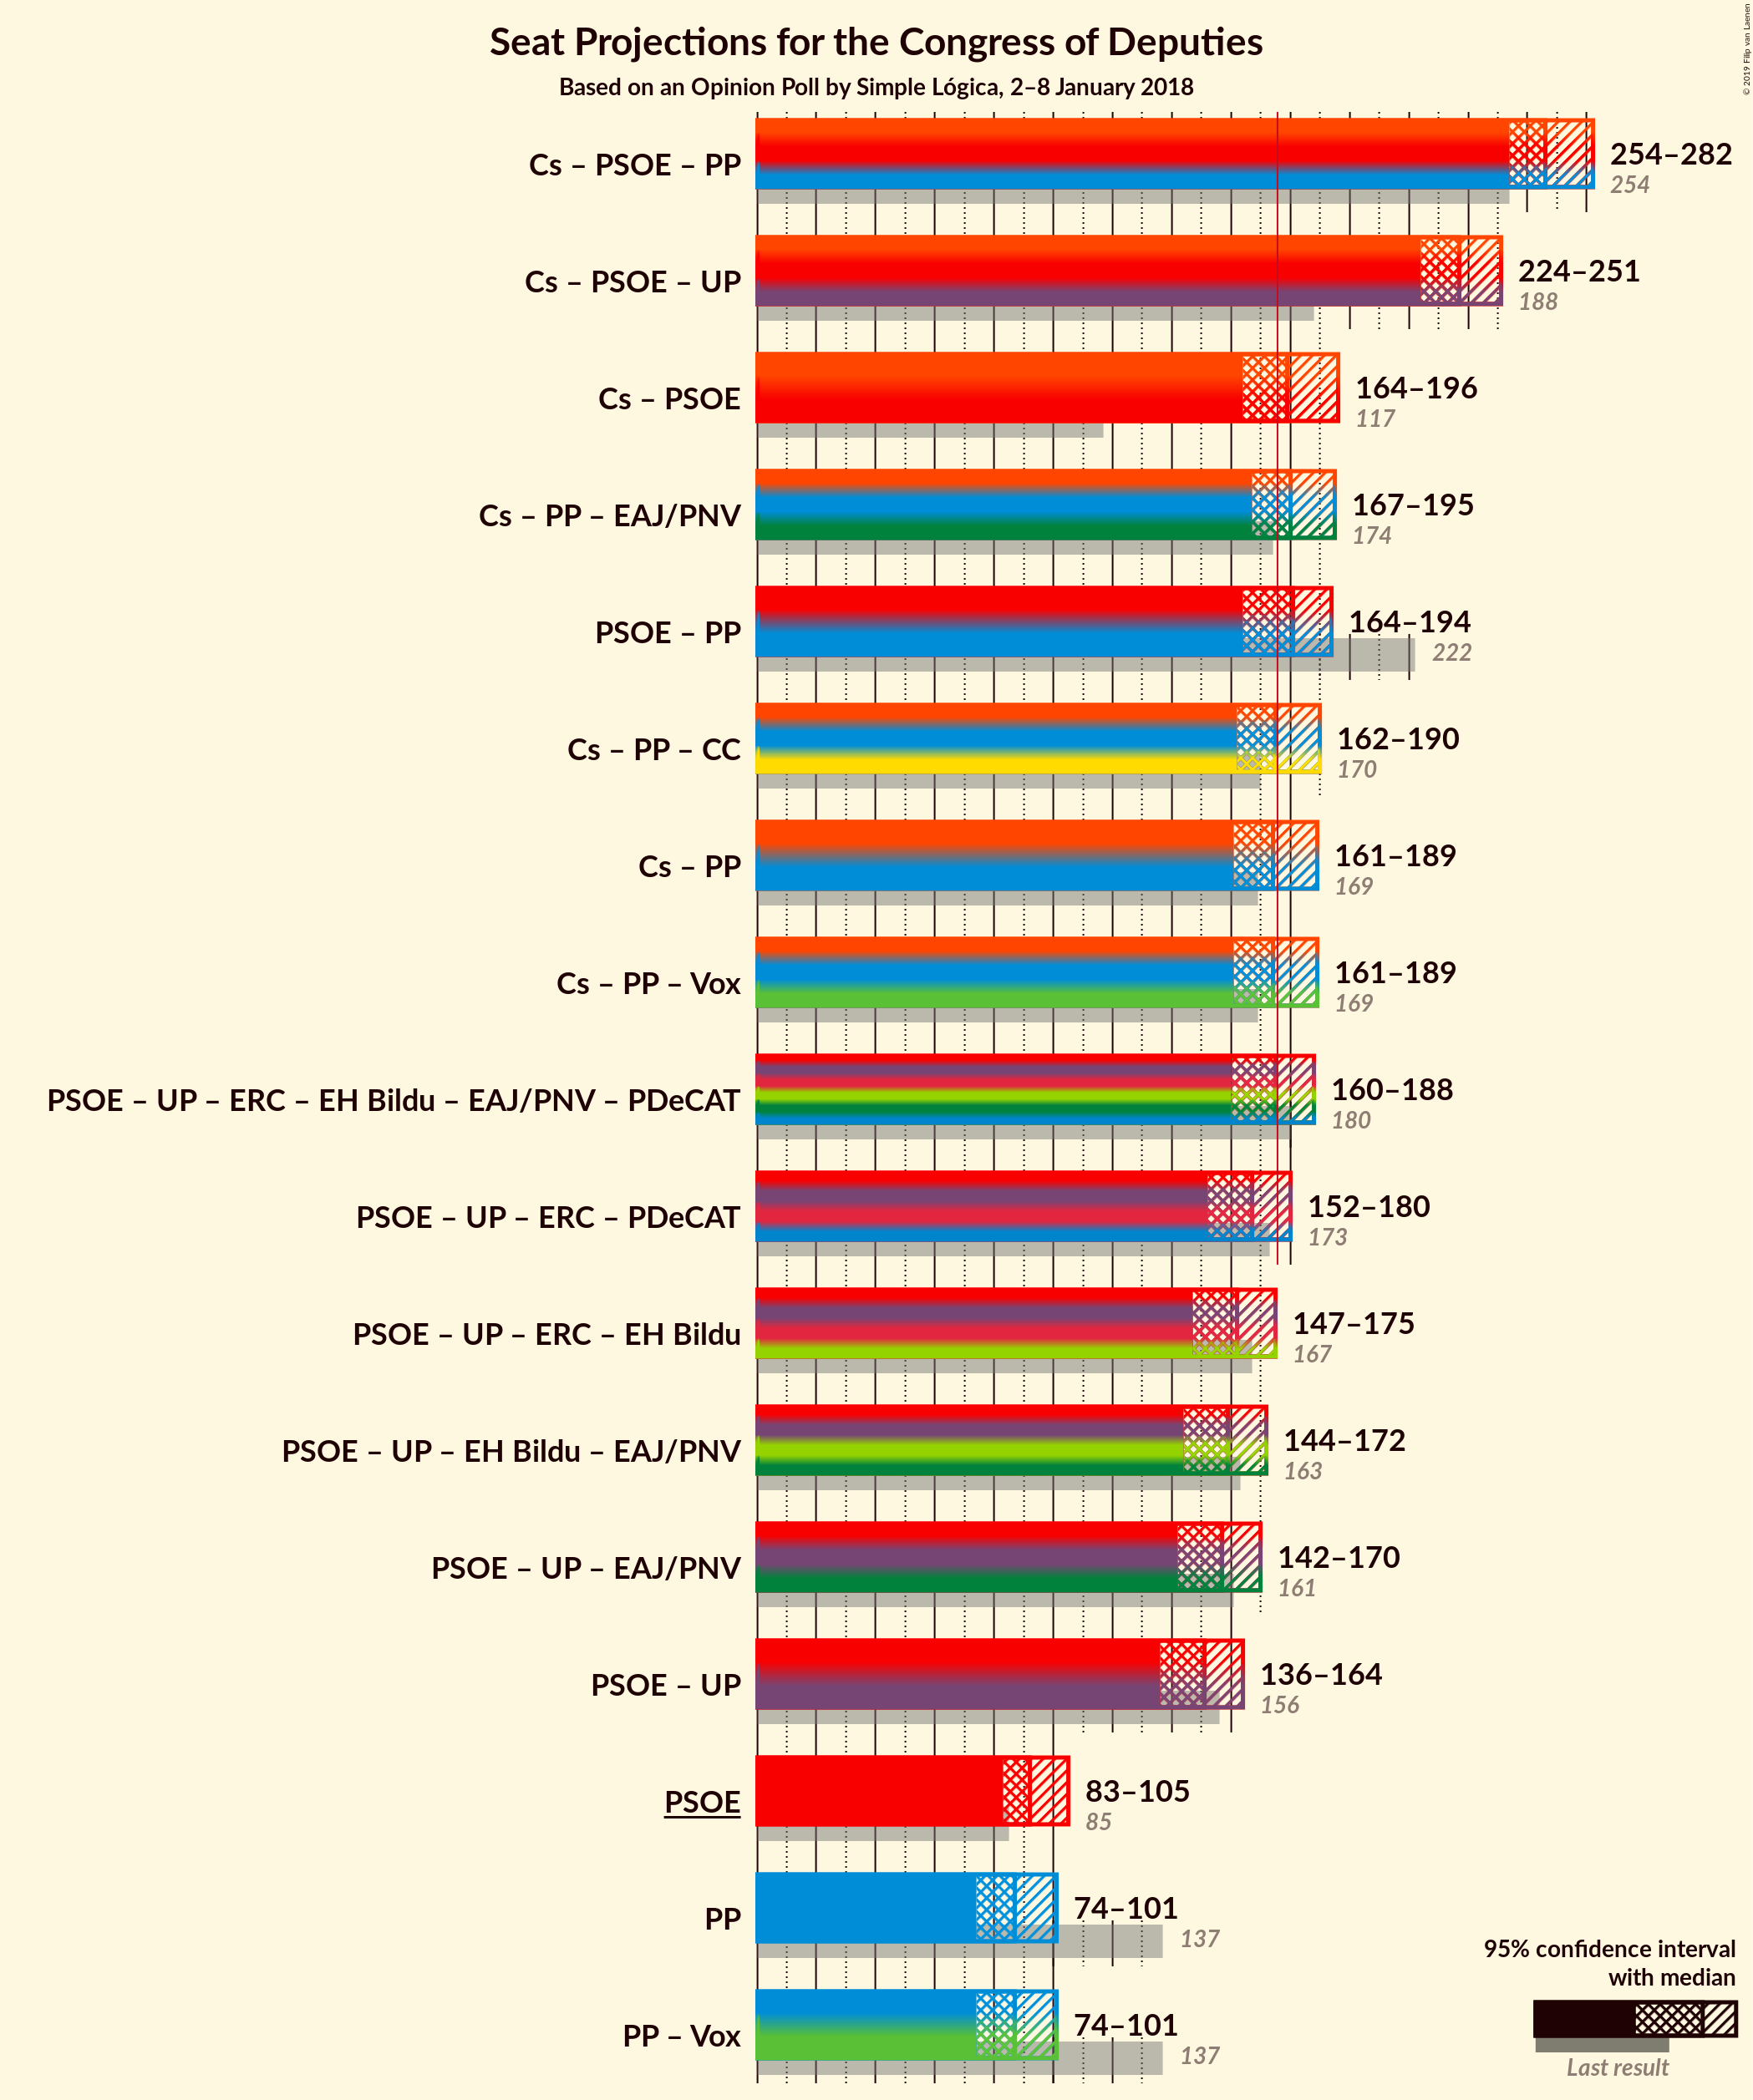 Seat Projections for the Congress of Deputies
Based on an Opinion Poll by Simple Lógica, 2–8 January 2018
© 2019 Filip van Laenen
Cs – PSOE – PP
254–282
254
Cs – PSOE – UP
224–251
188
Cs – PSOE
164–196
117
Cs – PP – EAJ/PNV
167–195
174
PSOE – PP
164–194
222
Cs – PP – CC
162–190
170
Cs – PP
161–189
169
Cs – PP – Vox
161–189
169
PSOE – UP – ERC – EH Bildu – EAJ/PNV – PDeCAT
160–188
180
PSOE – UP – ERC – PDeCAT
152–180
173
PSOE – UP – ERC – EH Bildu
147–175
167
PSOE – UP – EH Bildu – EAJ/PNV
144–172
163
PSOE – UP – EAJ/PNV
142–170
161
PSOE – UP
136–164
156
PSOE
83–105
85
PP
74–101
137
PP – Vox
74–101
137
95% confidence interval
with median
Last result